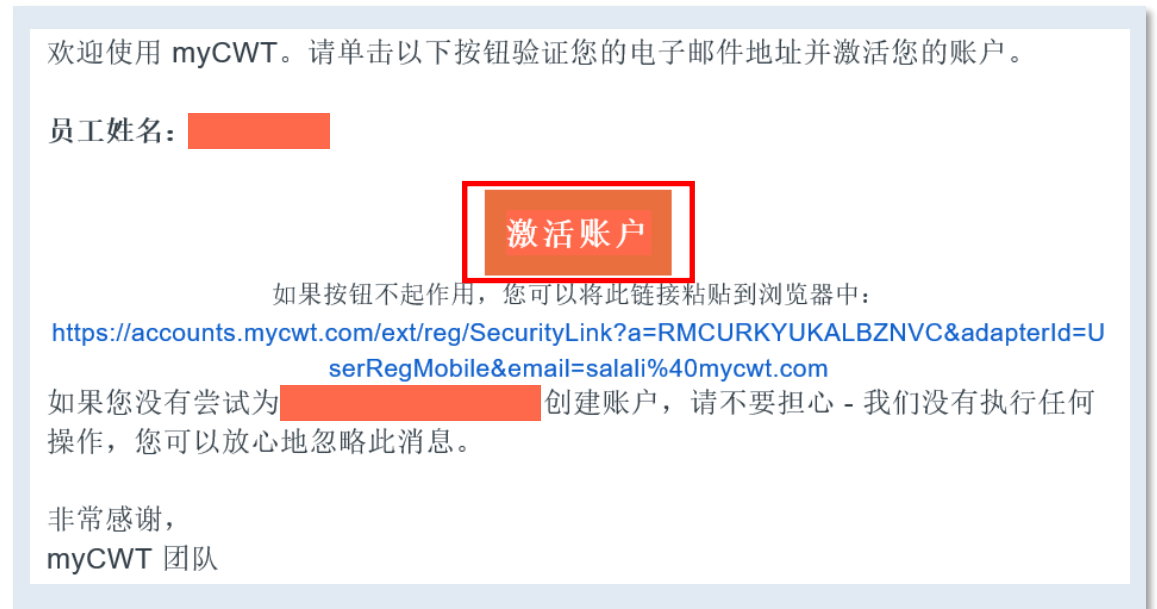 欢迎使用 myCWT。请单击以下按钮验证您的电子邮件地址并激活您的账户。
员工姓名：
激活账户
如果按钮不起作用，您可以将此链接粘贴到浏览器中：
https://accounts.mycwt.com/ext/reg/SecurityLink?a=RMCURKYUKALBZNVC&adapterId=U
serRegMobile&email=salali%40mycwt.com
如果您没有尝试为 创建账户，请不要担心 - 我们没有执行任何
操作，您可以放心地忽略此消息。
非常感谢，
myCWT 团队